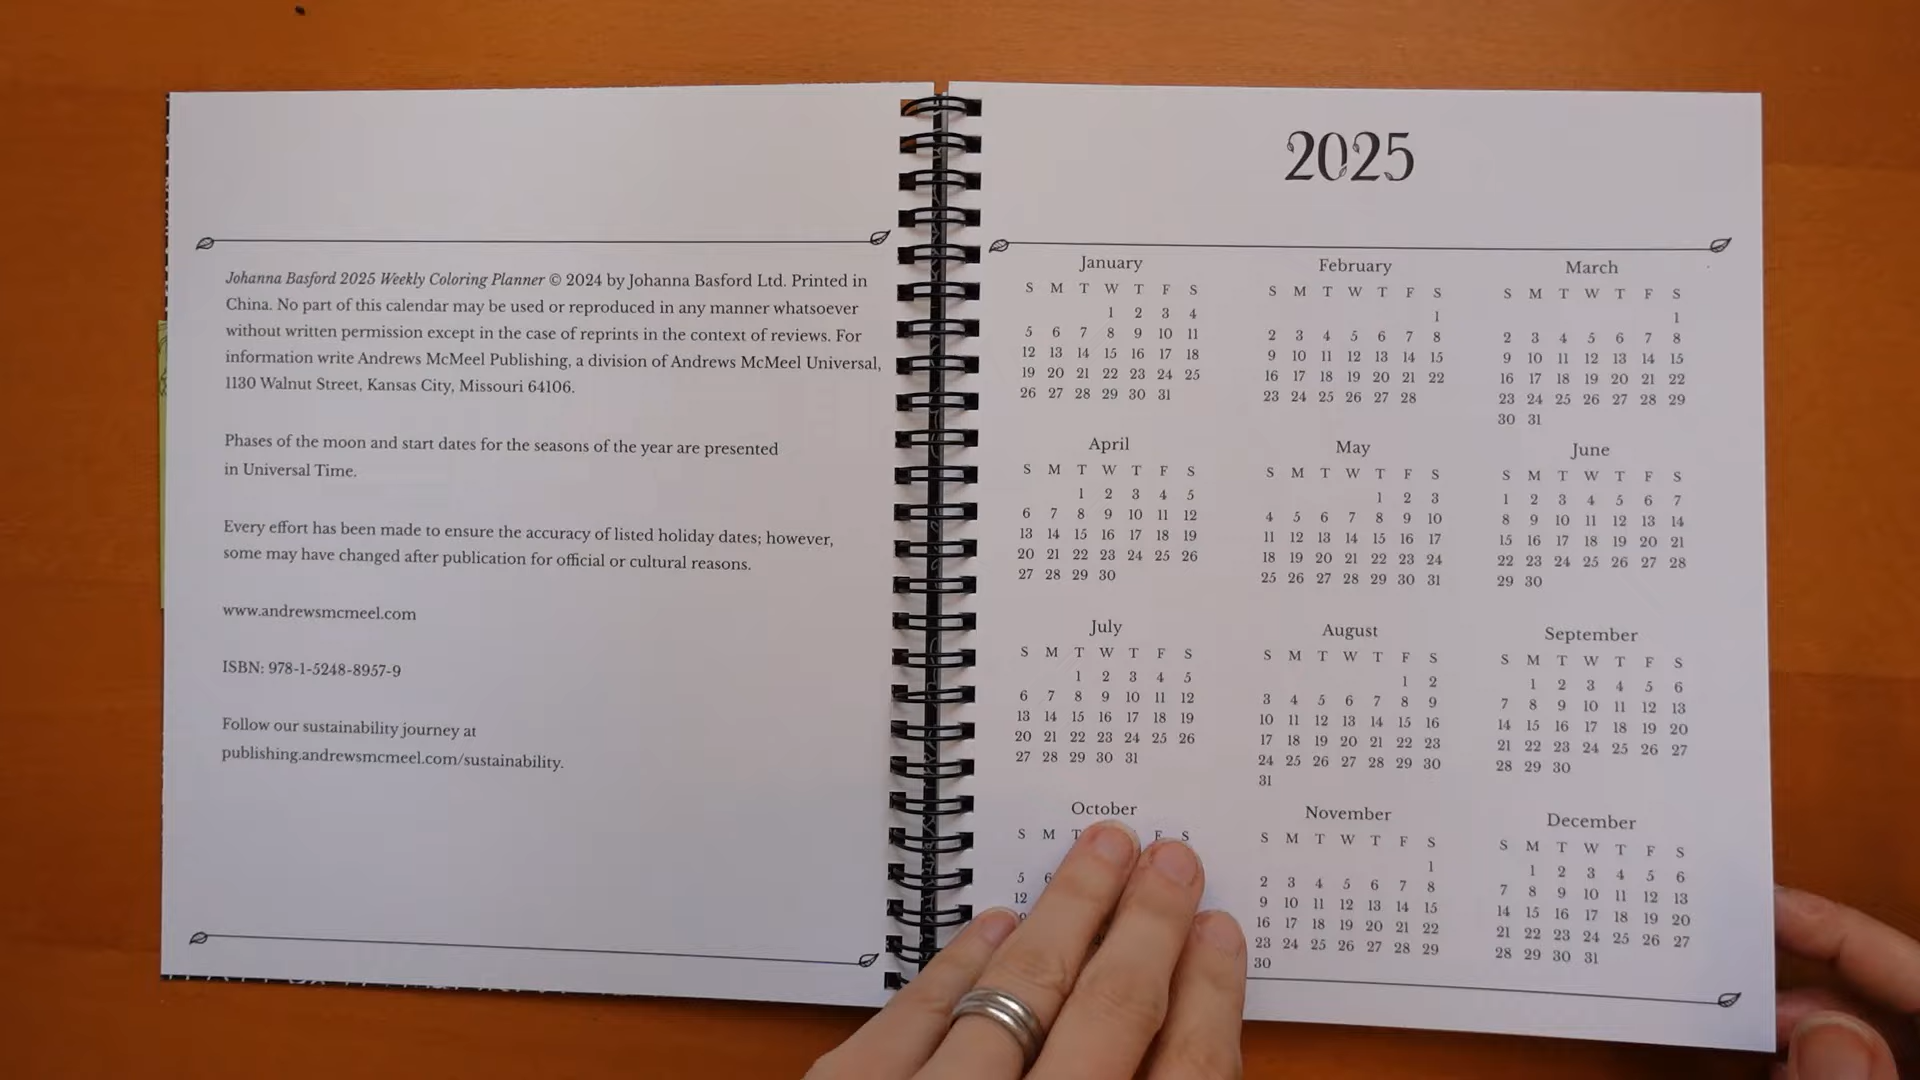 Johanna Basford 2025 Weekly Coloring Planner © 2024 by Johanna Basford Ltd. Printed in
China. No part of this calendar may be used or reproduced in any manner whatsoever
without written permission except in the case of reprints in the context of reviews. For
information write Andrews McMeel Publishing, a division of Andrews McMeel Universal,
1130 Walnut Street, Kansas City, Missouri 64106.
Phases of the moon and start dates for the seasons of the year are presented
in Universal Time.
Every effort has been made to ensure the accuracy of listed holiday dates; however,
some may have changed after publication for official or cultural reasons.
www.andrewsmcmeel.com
ISBN: 978-1-5248-8957-9
Follow our sustainability journey at
publishing.andrewsmcmeel.com/sustainability.
2025
January
S M T W T F S
1 2 3 4
5 6 7 8 9 10 11
12 13 14 15 16 17 18
19 20 21 22 23 24 25
26 27 28 29 30 31
February
S M T W T F S
1
2 3 4 5 6 7 8
9 10 11 12 13 14 15
16 17 18 19 20 21 22
23 24 25 26 27 28
March
S M T W T F S
1
2 3 4 5 6 7 8
9 10 11 12 13 14 15
16 17 18 19 20 21 22
23 24 25 26 27 28 29
30 31
April
S M T W T F S
1 2 3 4 5
6 7 8 9 10 11 12
13 14 15 16 17 18 19
20 21 22 23 24 25 26
27 28 29 30
May
S M T W T F S
1 2 3
4 5 6 7 8 9 10
11 12 13 14 15 16 17
18 19 20 21 22 23 24
25 26 27 28 29 30 31
June
S M T W T F S
1 2 3 4 5 6 7
8 9 10 11 12 13 14
15 16 17 18 19 20 21
22 23 24 25 26 27 28
29 30
July
S M T W T F S
1 2 3 4 5
6 7 8 9 10 11 12
13 14 15 16 17 18 19
20 21 22 23 24 25 26
27 28 29 30 31
August
S M T W T F S
1 2
3 4 5 6 7 8 9
10 11 12 13 14 15 16
17 18 19 20 21 22 23
24 25 26 27 28 29 30
31
September
S M T W T F S
1 2 3 4 5 6
7 8 9 10 11 12 13
14 15 16 17 18 19 20
21 22 23 24 25 26 27
28 29 30
October
S M T F S
5 6
12
November
S M T W T F S
1
2 3 4 5 6 7 8
9 10 11 12 13 14 15
16 17 18 19 20 21 22
23 24 25 26 27 28 29
30
December
S M T W T F S
1 2 3 4 5 6
7 8 9 10 11 12 13
14 15 16 17 18 19 20
21 22 23 24 25 26 27
28 29 30 31